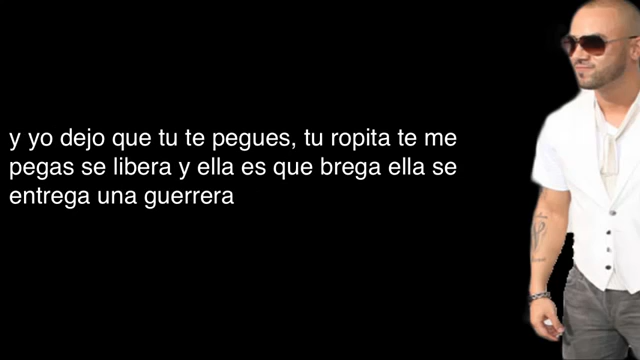 y yo dejo que tu te pegues, tu ropita te me
pegas se libera y ella es que brega ella se
entrega una guerrera